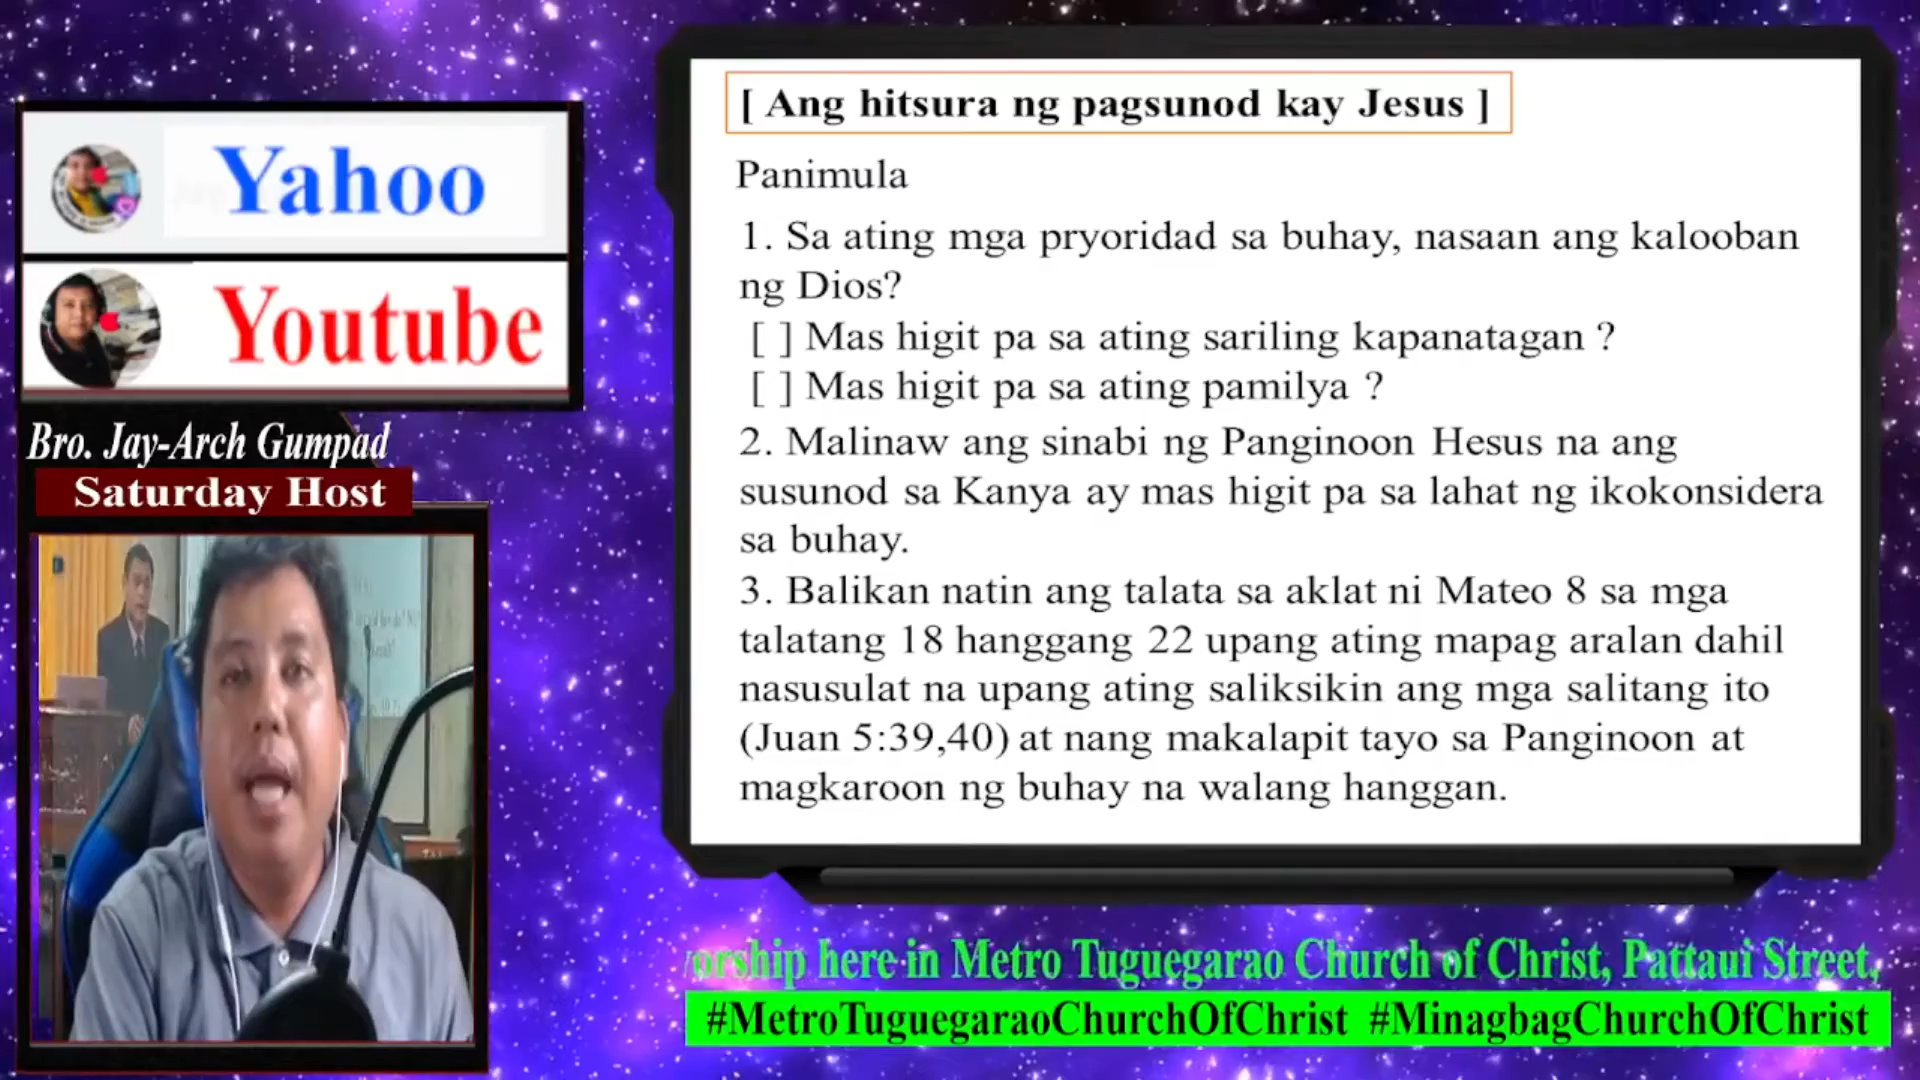 Yahoo
Youtube
Bro. Jay-Arch Gumpad
Saturday Host
[ Ang hitsura ng pagsunod kay Jesus ]
Panimula
1. Sa ating mga pryoridad sa buhay, nasaan ang kalooban
ng Dios?
[ ] Mas higit pa sa ating sariling kapanatagan ?
[ ] Mas higit pa sa ating pamilya ?
2. Malinaw ang sinabi ng Panginoon Hesus na ang
susunod sa Kanya ay mas higit pa sa lahat ng ikokonsidera
sa buhay.
3. Balikan natin ang talata sa aklat ni Mateo 8 sa mga
talatang 18 hanggang 22 upang ating mapag aralan dahil
nasusulat na upang ating saliksikin ang mga salitang ito
(Juan 5:39,40) at nang makalapit tayo sa Panginoon at
magkaroon ng buhay na walang hanggan.
orship here in Metro Tuguegarao Church of Christ, Pattaui Street,
#MetroTuguegaraoChurchOfChrist #MinagbagChurchOfChrist